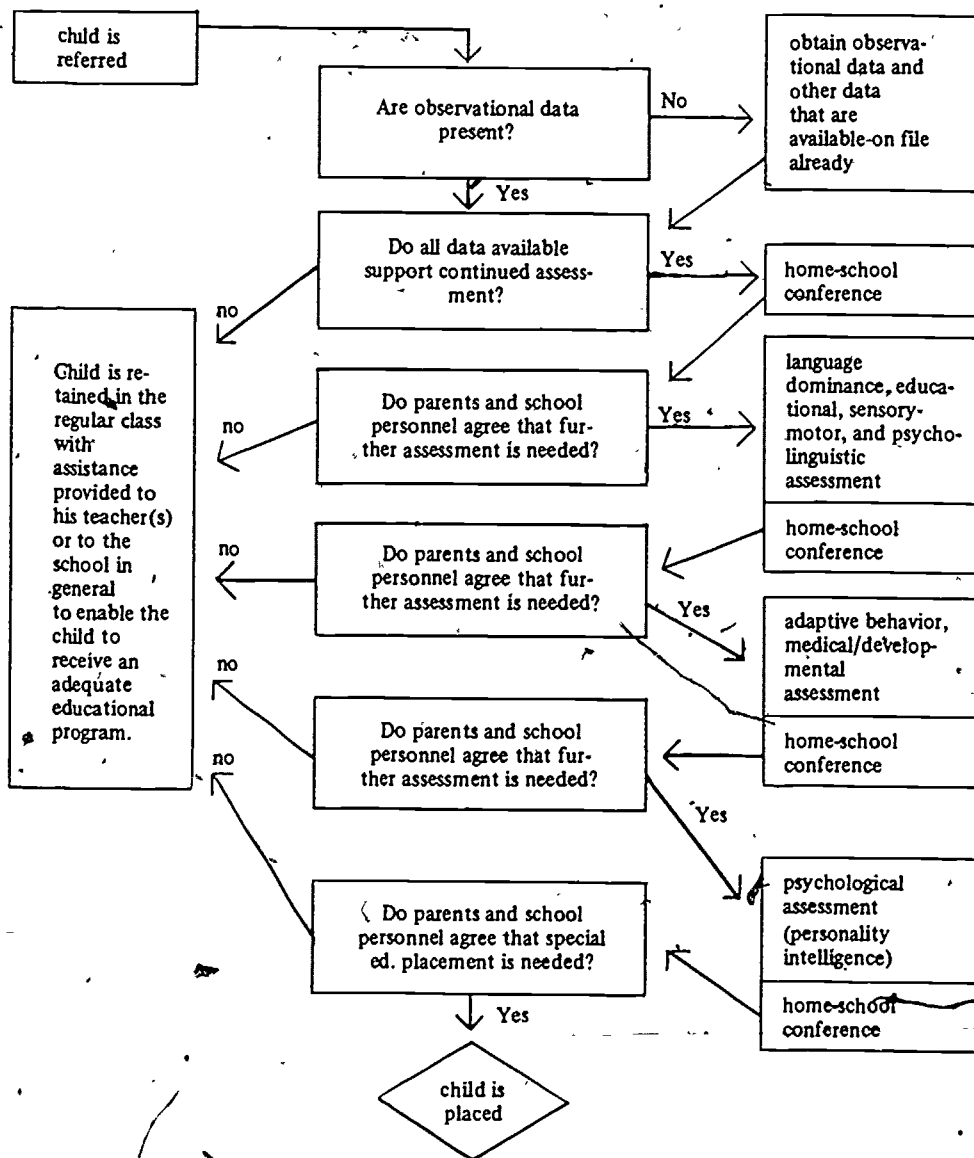 child is
referred
Are observational data
present?
No
obtain observa-
tional data and
other data
that are
available-on file
already
Yes
Do all data available
support continued assess-
ment?
Yes
home-school
conference
no
Child is re-
tained in the
regular class
with
assistance
provided to
his teacher(s)
or to the
school in
general
to enable the
child to
receive an
adequate
educational
program.
Do parents and school
personnel agree that fur-
ther assessment is needed?
no
Yes
language
dominance, educa-
tional, sensory-
motor, and psycho-
linguistic
assessment
home-school
conference
Do parents and school
personnel agree that fur-
ther assessment is needed?
no
Yes
adaptive behavior,
medical/develop-
mental
assessment
home-school
conference
Do parents and school
personnel agree that fur-
ther assessment is needed?
no
Yes
psychological
assessment
(personality
intelligence)
home-school
conference
Do parents and school
personnel agree that special
ed. placement is needed?
no
Yes
child is
placed